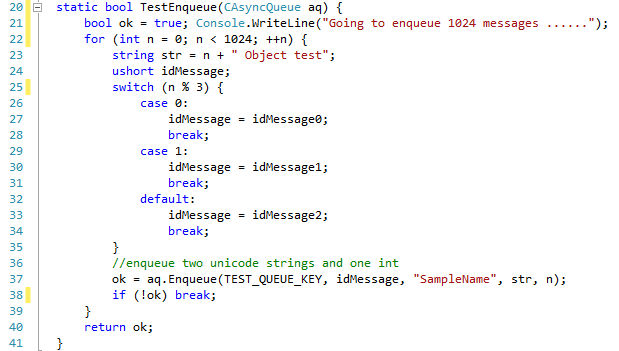 20 static bool TestEnqueue(CAsyncQueue aq) {
21 bool ok = true; Console.WriteLine("Going to enqueue 1024 messages ......");
22 for (int n = 0; n < 1024; ++n) {
23 string str = n + " Object test";
24 ushort idMessage;
25 switch (n % 3) {
26 case 0:
27 idMessage = idMessage0;
28 break;
29 case 1:
30 idMessage = idMessage1;
31 break;
32 default:
33 idMessage = idMessage2;
34 break;
35 }
36 //enqueue two unicode strings and one int
37 ok = aq.Enqueue(TEST_QUEUE_KEY, idMessage, "SampleName", str, n);
38 if (!ok) break;
39 }
40 return ok;
41 }